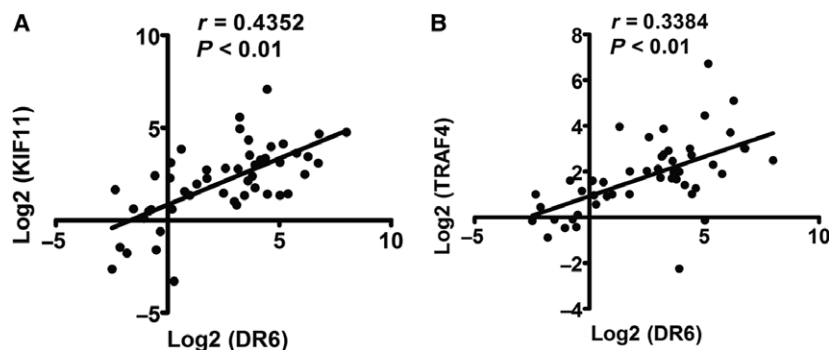 A
r = 0.4352
P < 0.01
10
5
−5
5
10
−5
Log2 (KIF11)
Log2 (DR6)
B
r = 0.3384
P < 0.01
8
6
4
2
−5
5
10
−2
−4
Log2 (TRAF4)
Log2 (DR6)